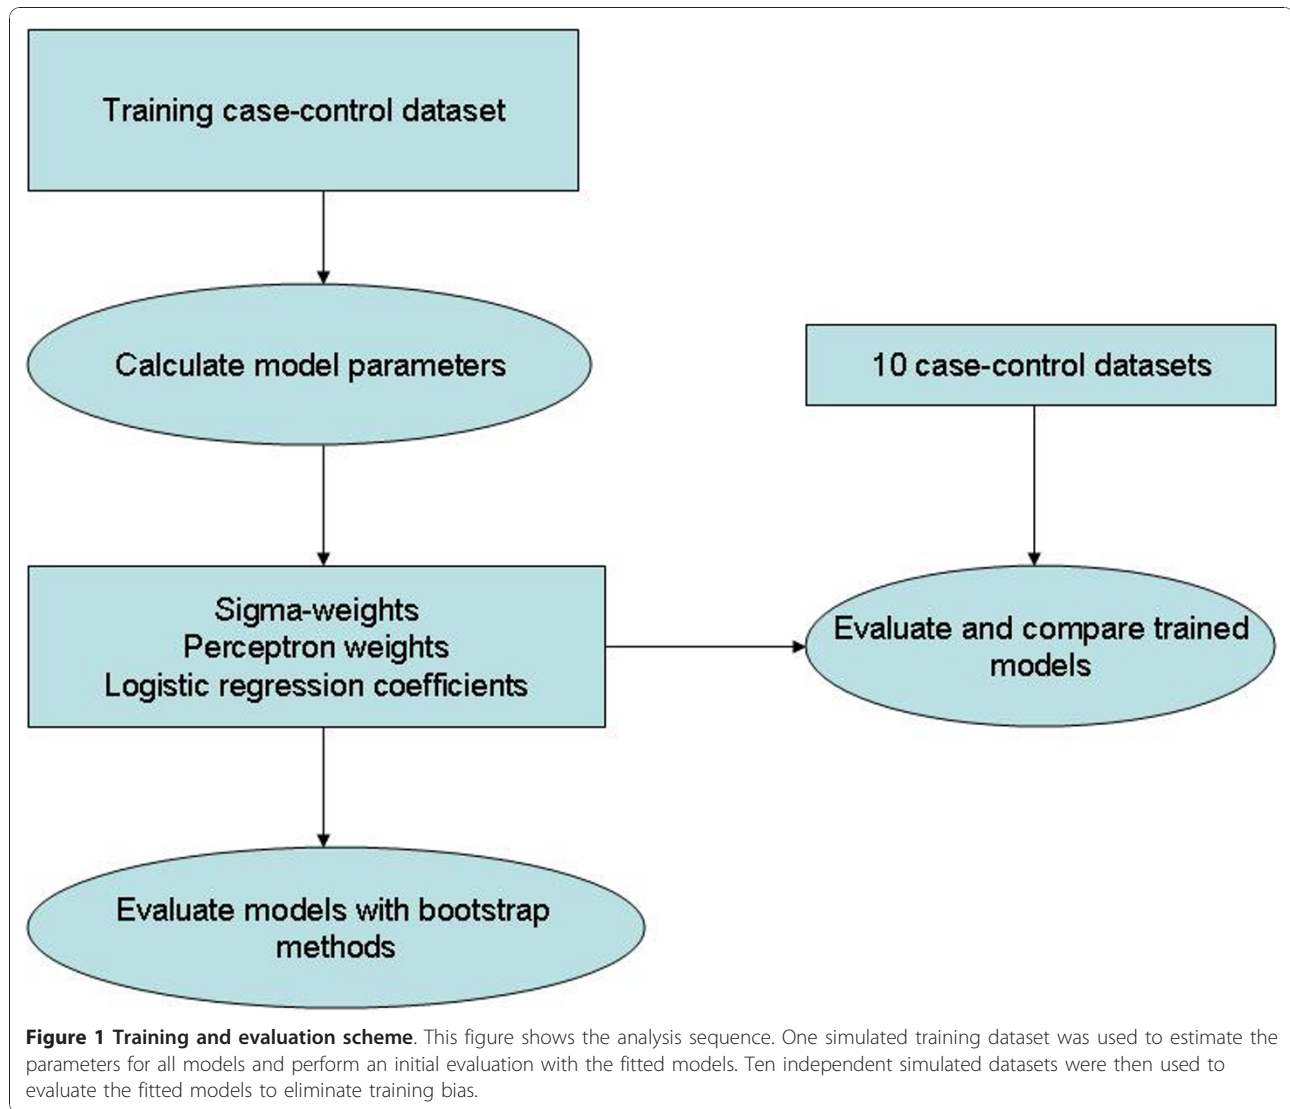 Training case-control dataset
Calculate model parameters
10 case-control datasets
Sigma-weights
Perceptron weights
Logistic regression coefficients
Evaluate and compare trained
models
Evaluate models with bootstrap
methods
Figure 1 Training and evaluation scheme. This figure shows the analysis sequence. One simulated training dataset was used to estimate the
parameters for all models and perform an initial evaluation with the fitted models. Ten independent simulated datasets were then used to
evaluate the fitted models to eliminate training bias.